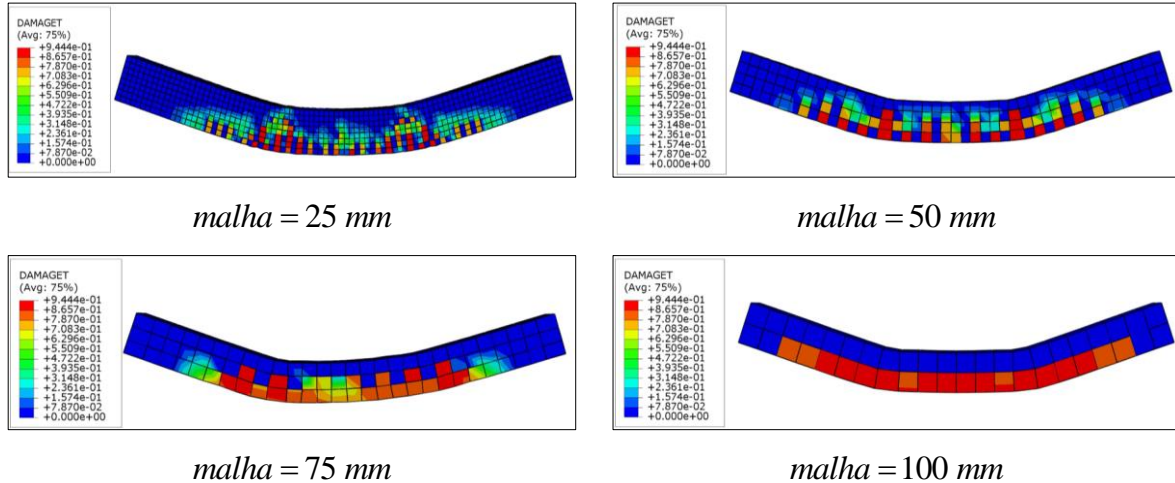 DAMAGET
(Avg: 75%)
+9.444e-01
+8.657e-01
+7.870e-01
+7.083e-01
+6.296e-01
+5.509e-01
+4.722e-01
+3.935e-01
+3.148e-01
+2.361e-01
+1.574e-01
+7.870e-02
+0.000e+00
malha = 25 mm
DAMAGET
(Avg: 75%)
+9.444e-01
+8.657e-01
+7.870e-01
+7.083e-01
+6.296e-01
+5.509e-01
+4.722e-01
+3.935e-01
+3.148e-01
+2.361e-01
+1.574e-01
+7.870e-02
+0.000e+00
malha = 50 mm
DAMAGET
(Avg: 75%)
+9.444e-01
+8.657e-01
+7.870e-01
+7.083e-01
+6.296e-01
+5.509e-01
+4.722e-01
+3.935e-01
+3.148e-01
+2.361e-01
+1.574e-01
+7.870e-02
+0.000e+00
malha = 75 mm
DAMAGET
(Avg: 75%)
+9.444e-01
+8.657e-01
+7.870e-01
+7.083e-01
+6.296e-01
+5.509e-01
+4.722e-01
+3.935e-01
+3.148e-01
+2.361e-01
+1.574e-01
+7.870e-02
+0.000e+00
malha = 100 mm